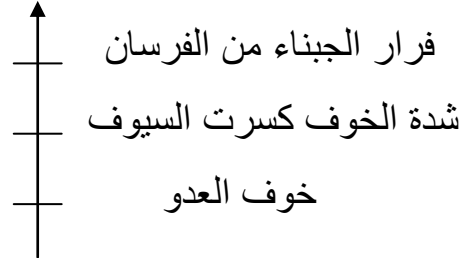 فرار الجبناء من الفرسان
شدة الخوف كسرت السيوف
خوف العدو